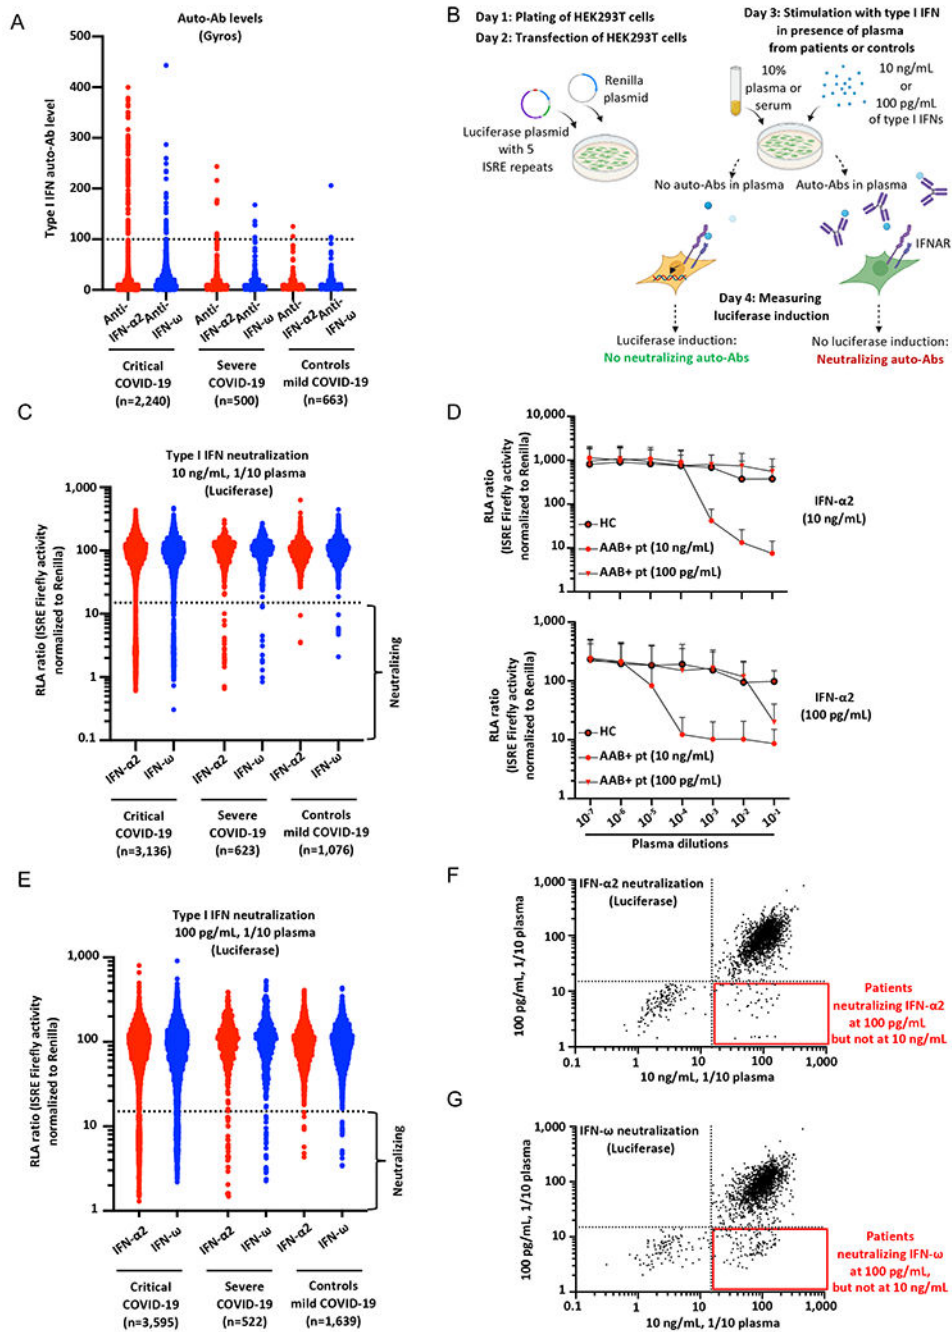 A
Auto-Ab levels
(Gyros)
Type I IFN auto-Ab level
500
400
300
200
100
0
Anti-IFN-α2
Anti-IFN-ω
Anti-IFN-α2
Anti-IFN-ω
Anti-IFN-α2
Anti-IFN-ω
Critical
COVID-19
(n=2,240)
Severe
COVID-19
(n=500)
Controls
mild COVID-19
(n=663)
B
Day 1: Plating of HEK293T cells
Day 2: Transfection of HEK293T cells
Renilla
plasmid
Luciferase plasmid
with 5
ISRE repeats
Day 3: Stimulation with type I IFN
in presence of plasma
from patients or controls
10%
plasma or
serum
10 ng/mL
or
100 pg/mL
of type I IFNs
No auto-Abs in plasma
Auto-Abs in plasma
IFNAR
Day 4: Measuring
luciferase induction
Luciferase induction:
No neutralizing auto-Abs
No luciferase induction:
Neutralizing auto-Abs
C
Type I IFN neutralization
10 ng/mL, 1/10 plasma
(Luciferase)
RLA ratio (ISRE Firefly activity
normalized to Renilla)
1,000
100
10
1
0.1
Neutralizing
IFN-α2
IFN-ω
IFN-α2
IFN-ω
IFN-α2
IFN-ω
Critical
COVID-19
(n=3,136)
Severe
COVID-19
(n=623)
Controls
mild COVID-19
(n=1,076)
D
RLA ratio
(ISRE Firefly activity
normalized to Renilla)
10,000
1,000
100
10
1
HC
AAB+ pt (10 ng/mL)
AAB+ pt (100 pg/mL)
IFN-α2
(10 ng/mL)
RLA ratio
(ISRE Firefly activity
normalized to Renilla)
1,000
100
10
1
HC
AAB+ pt (10 ng/mL)
AAB+ pt (100 pg/mL)
IFN-α2
(100 pg/mL)
10-7
10-6
10-5
10-4
10-3
10-2
10-1
Plasma dilutions
E
Type I IFN neutralization
100 pg/mL, 1/10 plasma
(Luciferase)
RLA ratio (ISRE Firefly activity
normalized to Renilla)
1,000
100
10
1
Neutralizing
IFN-α2
IFN-ω
IFN-α2
IFN-ω
IFN-α2
IFN-ω
Critical
COVID-19
(n=3,595)
Severe
COVID-19
(n=522)
Controls
mild COVID-19
(n=1,639)
F
IFN-α2 neutralization
(Luciferase)
100 pg/mL, 1/10 plasma
1,000
100
10
1
0.1
1
10
100
1,000
10 ng/mL, 1/10 plasma
Patients
neutralizing IFN-α2
at 100 pg/mL
but not at 10 ng/mL
G
IFN-ω neutralization
(Luciferase)
100 pg/mL, 1/10 plasma
1,000
100
10
1
0.1
1
10
100
1,000
10 ng/mL, 1/10 plasma
Patients
neutralizing IFN-ω
at 100 pg/mL,
but not at 10 ng/mL